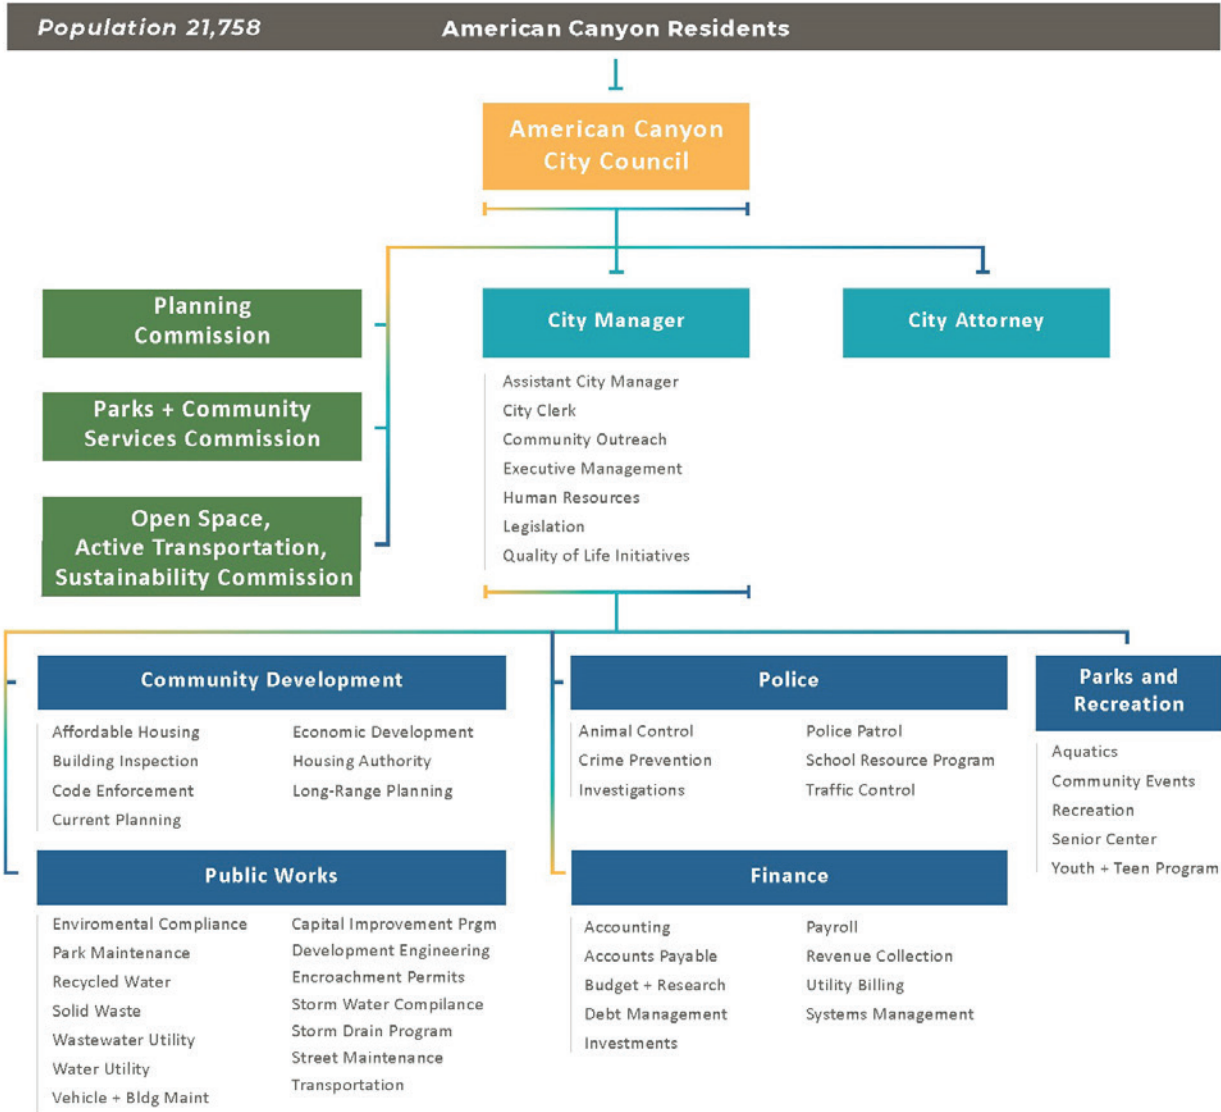 Population 21,758
American Canyon Residents
American Canyon
City Council
Planning
Commission
Parks + Community
Services Commission
Open Space,
Active Transportation,
Sustainability Commission
City Manager
Assistant City Manager
City Clerk
Community Outreach
Executive Management
Human Resources
Legislation
Quality of Life Initiatives
City Attorney
Community Development
Affordable Housing
Building Inspection
Code Enforcement
Current Planning
Economic Development
Housing Authority
Long-Range Planning
Police
Animal Control
Crime Prevention
Investigations
Police Patrol
School Resource Program
Traffic Control
Parks and
Recreation
Aquatics
Community Events
Recreation
Senior Center
Youth + Teen Program
Public Works
Enviromental Compliance
Park Maintenance
Recycled Water
Solid Waste
Wastewater Utility
Water Utility
Vehicle + Bldg Maint
Capital Improvement Prgm
Development Engineering
Encroachment Permits
Storm Water Compilance
Storm Drain Program
Street Maintenance
Transportation
Finance
Accounting
Accounts Payable
Budget + Research
Debt Management
Investments
Payroll
Revenue Collection
Utility Billing
Systems Management